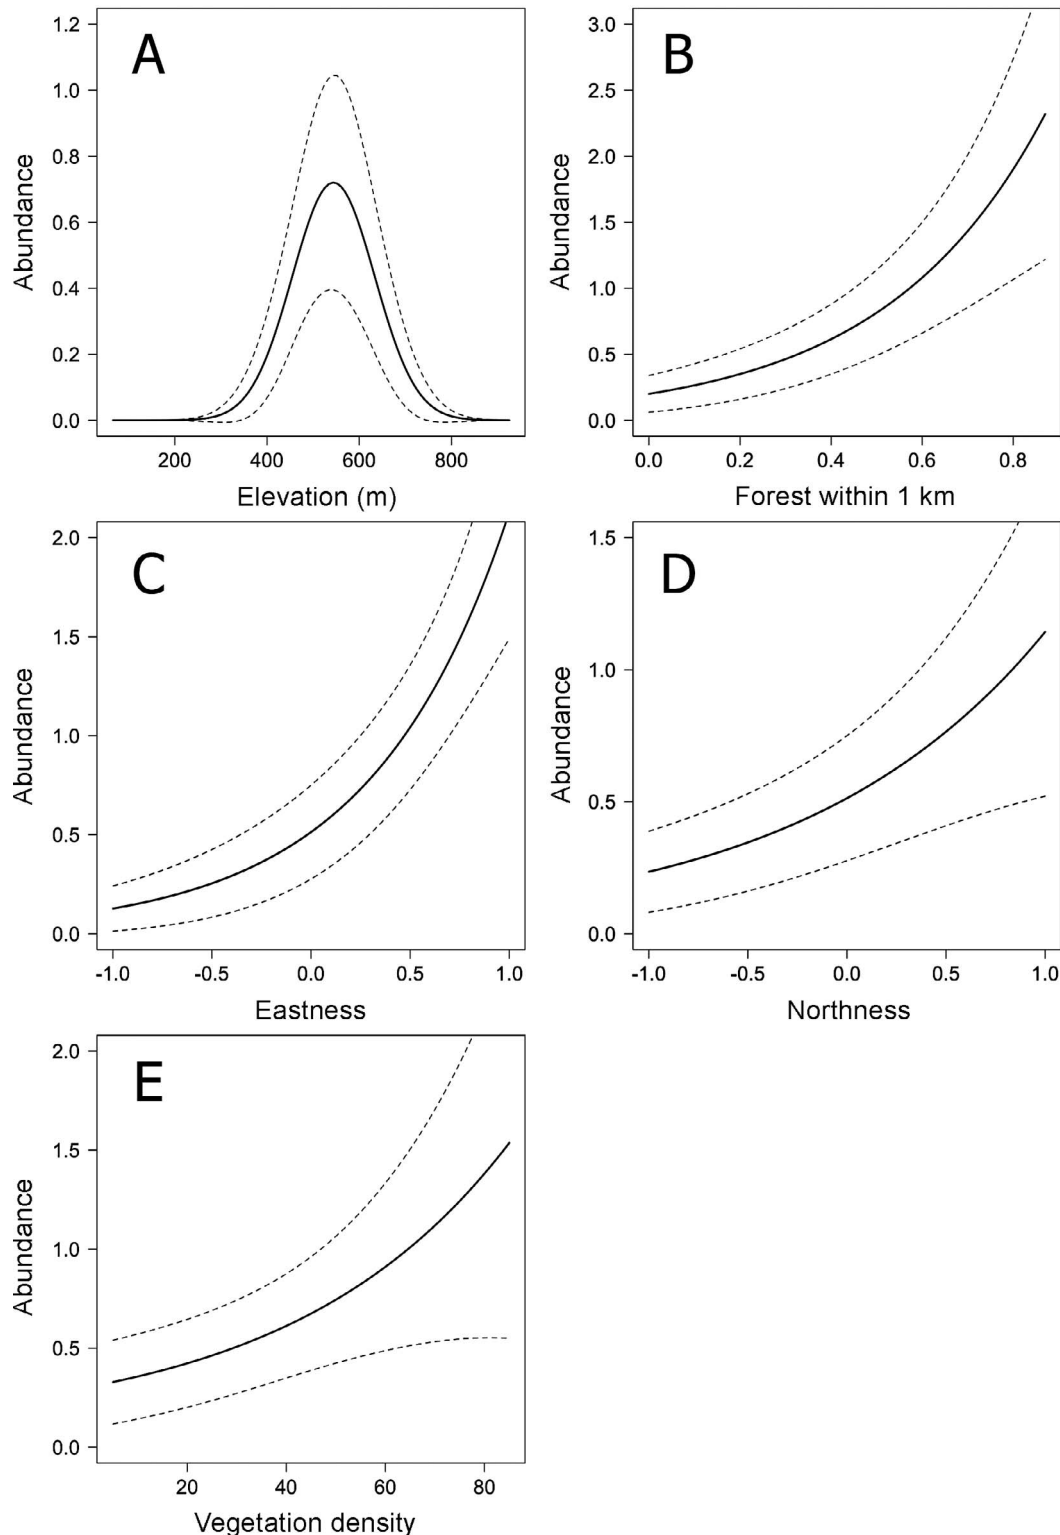 A
1.2
1.0
0.8
0.6
0.4
0.2
0.0
Abundance
200 400 600 800
Elevation (m)
B
3.0
2.5
2.0
1.5
1.0
0.5
0.0
Abundance
0.0 0.2 0.4 0.6 0.8
Forest within 1 km
C
2.0
1.5
1.0
0.5
0.0
Abundance
-1.0 -0.5 0.0 0.5 1.0
Eastness
D
1.5
1.0
0.5
0.0
Abundance
-1.0 -0.5 0.0 0.5 1.0
Northness
E
2.0
1.5
1.0
0.5
0.0
Abundance
20 40 60 80
Vegetation density